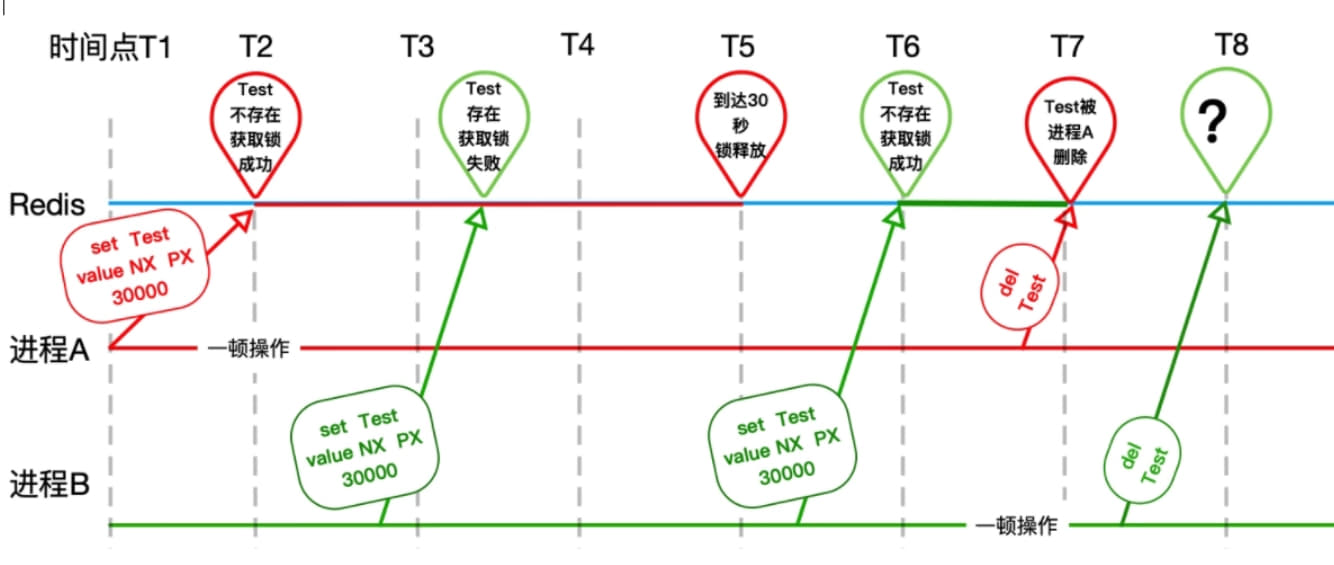 时间点T1
T2
T3
T4
T5
T6
T7
T8
Test
不存在
获取锁
成功
Test
存在
获取锁
失败
到达30
秒
锁释放
Test
不存在
获取锁
成功
Test被
进程A
删除
?
Redis
set Test
value NX PX
30000
del
Test
进程A
一顿操作
set Test
value NX PX
30000
set Test
value NX PX
30000
del
Test
进程B
一顿操作